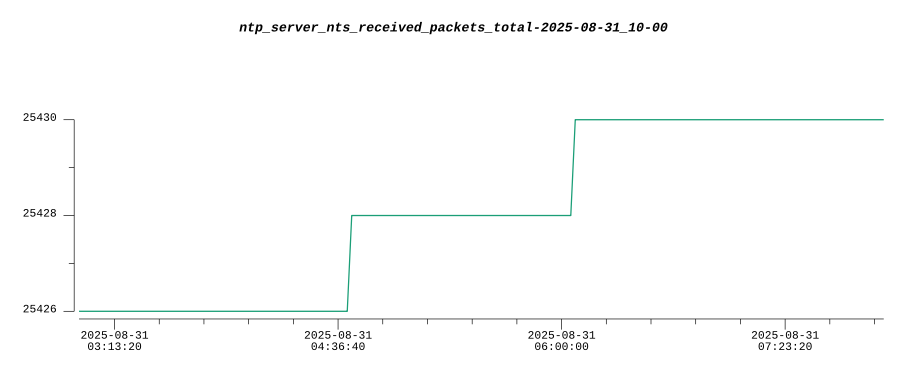 ntp_server_nts_received_packets_total-2025-08-31_10-00
25430
25428
25426
2025-08-31 2025-08-31 2025-08-31 2025-08-31
03:13:20 04:36:40 06:00:00 07:23:20